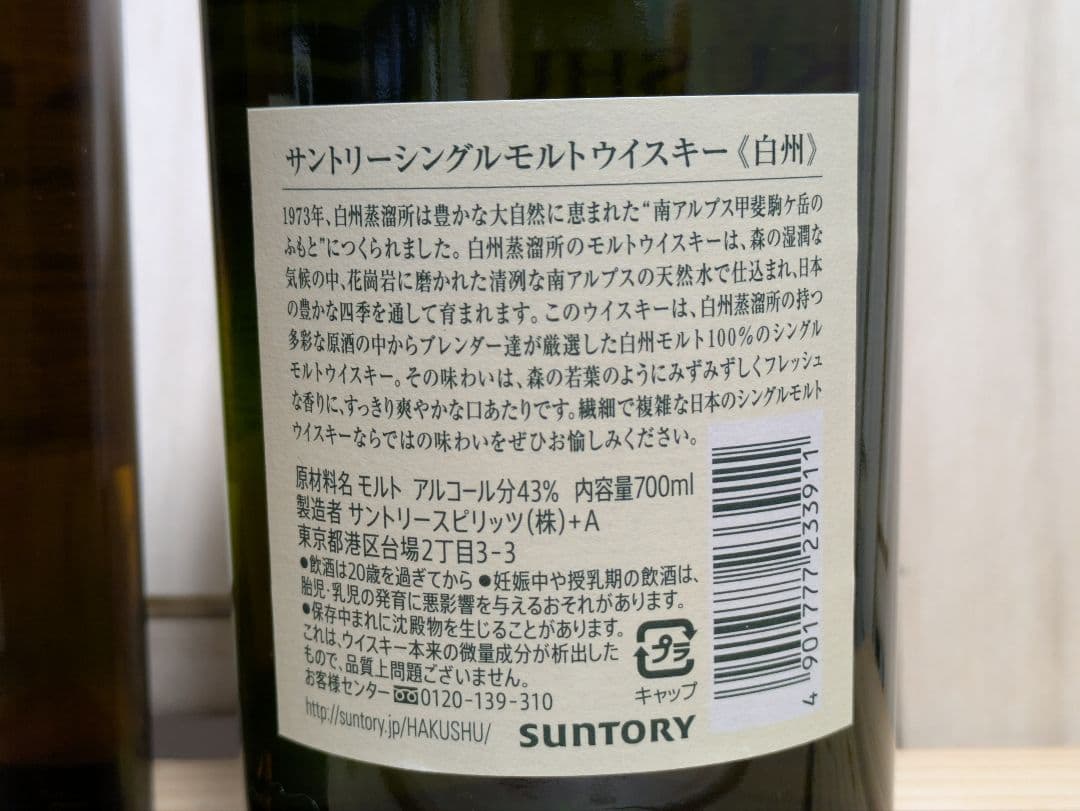 サントリーシングルモルトウイスキー《白州》
1973年、白州蒸溜所は豊かな大自然に恵まれた“南アルプス甲斐駒ケ岳の
ふもと”につくられました。白州蒸溜所のモルトウイスキーは、森の湿潤な
気候の中、花崗岩に磨かれた清冽な南アルプスの天然水で仕込まれ、日本
の豊かな四季を通して育まれます。このウイスキーは、白州蒸溜所の持つ
多彩な原酒の中からブレンダー達が厳選した白州モルト100%のシングル
モルトウイスキー。その味わいは、森の若葉のようにみずみずしくフレッシュ
な香りに、すっきり爽やかな口あたりです。繊細で複雑な日本のシングルモルト
ウイスキーならではの味わいをぜひお愉しみください。
原材料名 モルト アルコール分43% 内容量700ml
製造者 サントリースピリッツ(株)+A
東京都港区台場2丁目3-3
●飲酒は20歳を過ぎてから ●妊娠中や授乳期の飲酒は、
胎児・乳児の発育に悪影響を与えるおそれがあります。
●保存中まれに沈殿物を生じることがあります。
これは、ウイスキー本来の微量成分が析出した
もので、品質上問題ございません。
お客様センター 0120-139-310
http://suntory.jp/HAKUSHU/
プラ
キャップ
SUNTORY
4 901777 233911